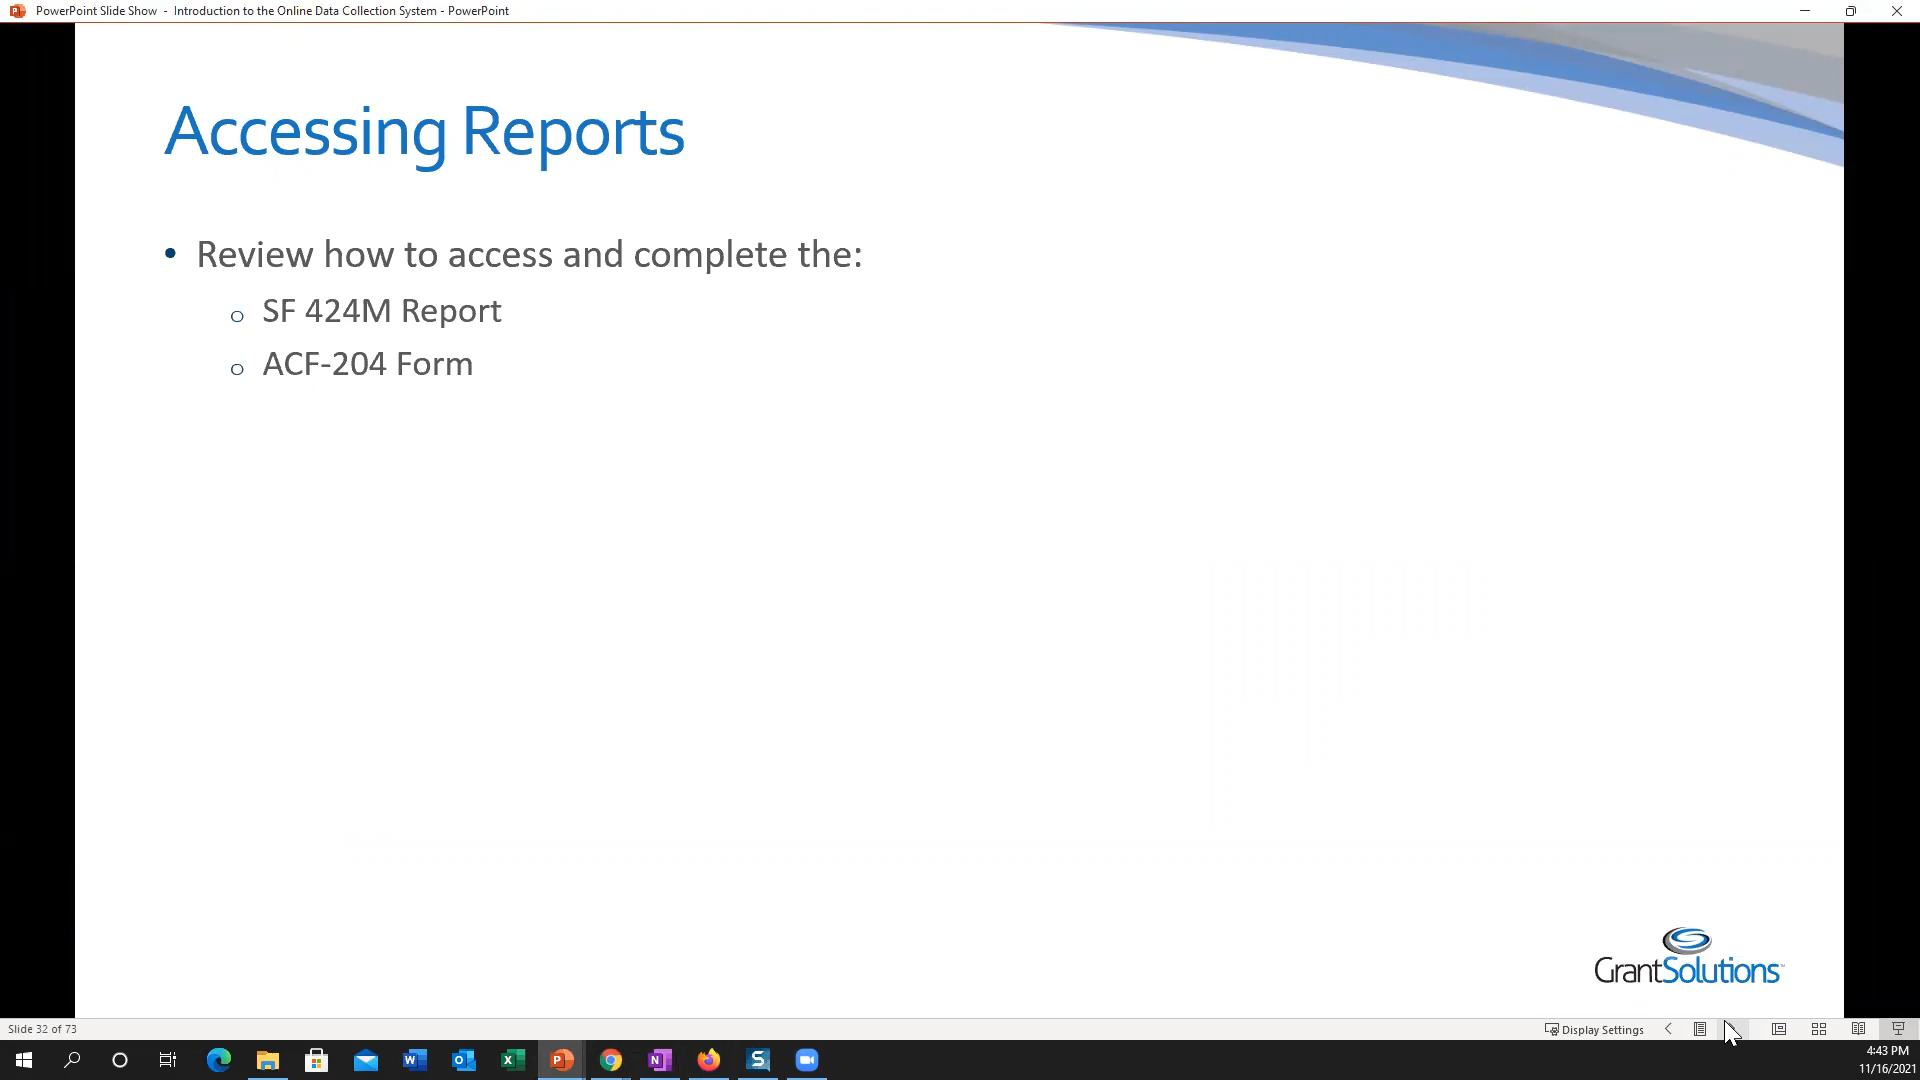 PowerPoint Slide Show - Introduction to the Online Data Collection System - PowerPoint
Accessing Reports
• Review how to access and complete the:
o SF 424M Report
o ACF-204 Form
GrantSolutions
Slide 32 of 73
Display Settings
4:43 PM
11/16/2021